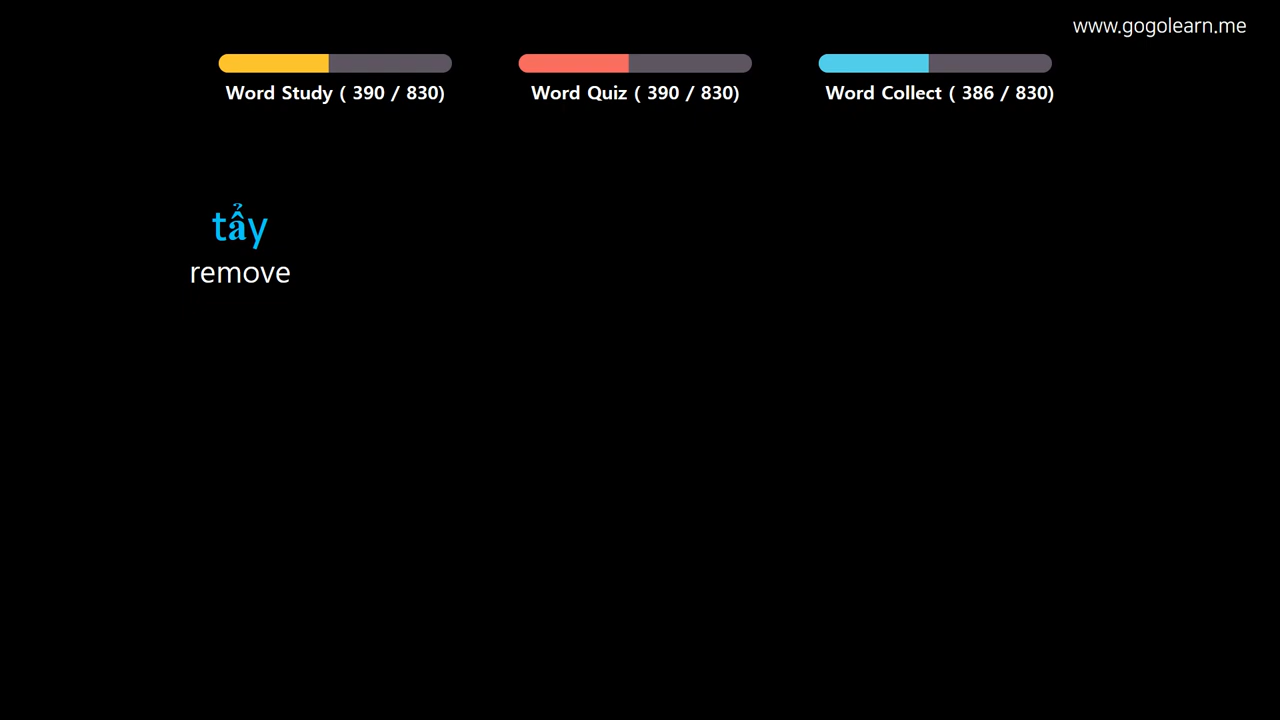 www.gogolearn.me
Word Study ( 390 / 830)
Word Quiz ( 390 / 830)
Word Collect ( 386 / 830)
tẩy
remove